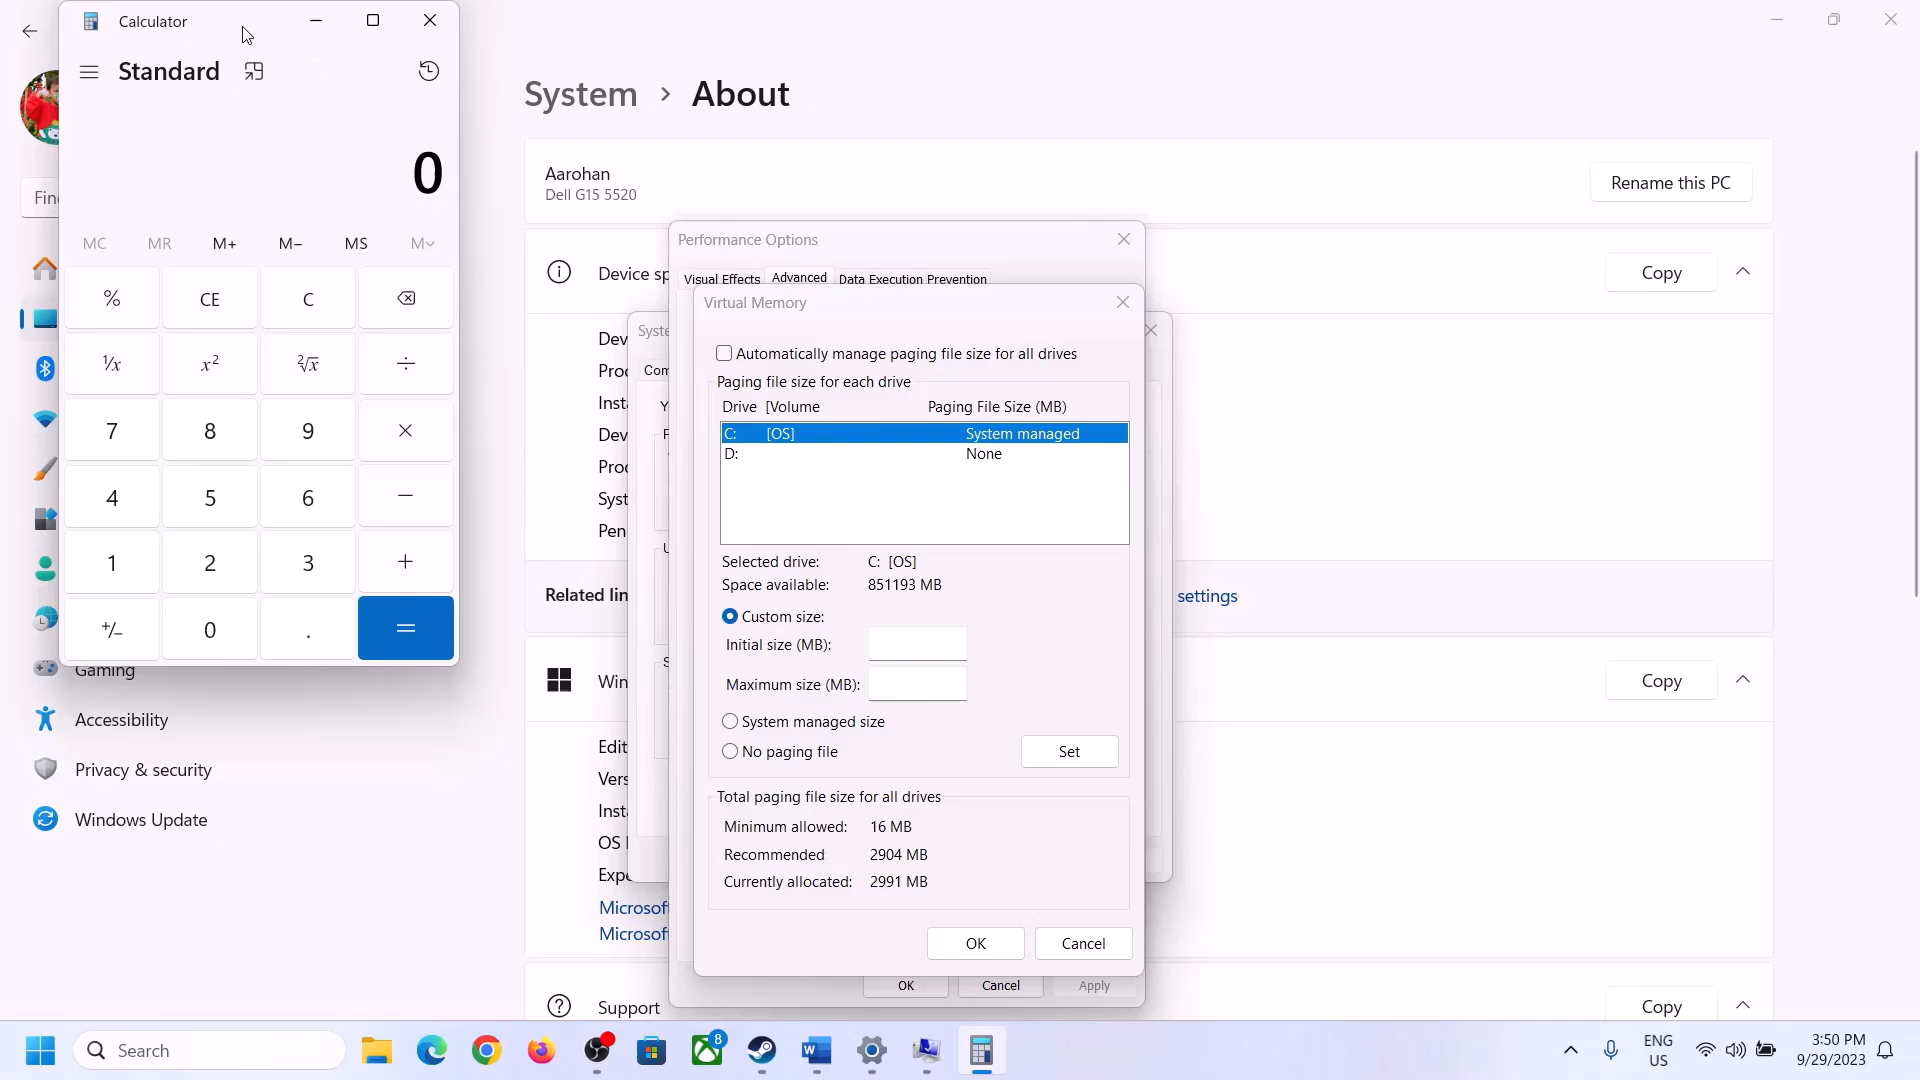 Calculator
Standard
0
MC MR M+ M− MS M
% CE C
¹/x x² ²√x ÷
7 8 9 ×
4 5 6 −
1 2 3 +
+/− 0 . =
Gaming
Accessibility
Privacy & security
Windows Update
System › About
Aarohan
Dell G15 5520
Rename this PC
Copy
Related lin
settings
Copy
Microsof
Microsof
Support
Copy
Performance Options
Visual Effects Advanced Data Execution Prevention
Virtual Memory
Automatically manage paging file size for all drives
Paging file size for each drive
Drive [Volume Paging File Size (MB)
C: [OS] System managed
D: None
Selected drive: C: [OS]
Space available: 851193 MB
Custom size:
Initial size (MB):
Maximum size (MB):
System managed size
No paging file
Set
Total paging file size for all drives
Minimum allowed: 16 MB
Recommended 2904 MB
Currently allocated: 2991 MB
OK Cancel
OK Cancel Apply
Search
8
ENG
US
3:50 PM
9/29/2023